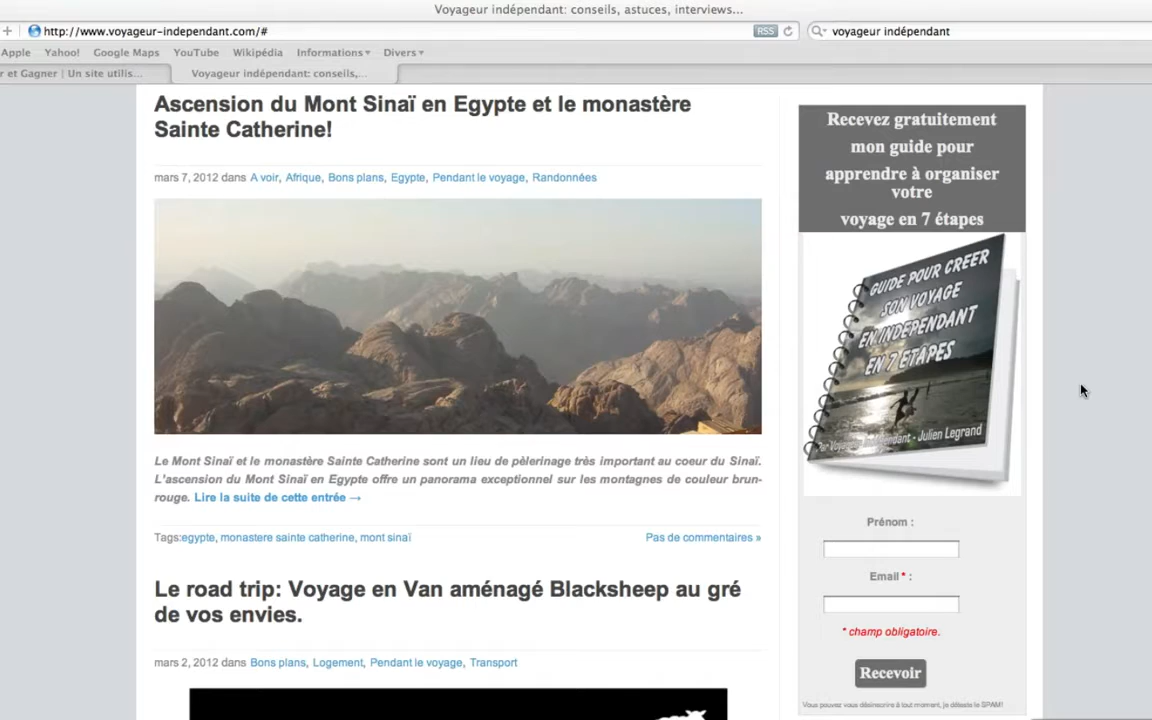 Voyageur indépendant: conseils, astuces, interviews...
http://www.voyageur-independant.com/#
RSS
voyageur indépendant
Apple Yahoo! Google Maps YouTube Wikipédia Informations Divers
r et Gagner | Un site utilis...
Voyageur indépendant: conseils,...
Ascension du Mont Sinaï en Egypte et le monastère
Sainte Catherine!
mars 7, 2012 dans A voir, Afrique, Bons plans, Egypte, Pendant le voyage, Randonnées
Le Mont Sinaï et le monastère Sainte Catherine sont un lieu de pèlerinage très important au coeur du Sinaï.
L'ascension du Mont Sinaï en Egypte offre un panorama exceptionnel sur les montagnes de couleur brun-
rouge. Lire la suite de cette entrée →
Tags:egypte, monastere sainte catherine, mont sinaï
Pas de commentaires »
Le road trip: Voyage en Van aménagé Blacksheep au gré
de vos envies.
mars 2, 2012 dans Bons plans, Logement, Pendant le voyage, Transport
Recevez gratuitement
mon guide pour
apprendre à organiser
votre
voyage en 7 étapes
GUIDE POUR CREER
SON VOYAGE
EN INDEPENDANT
EN 7 ETAPES
- Julien Legrand
Prénom :
Email * :
* champ obligatoire.
Recevoir
Vous pouvez vous désinscrire à tout moment, je déteste le SPAM!